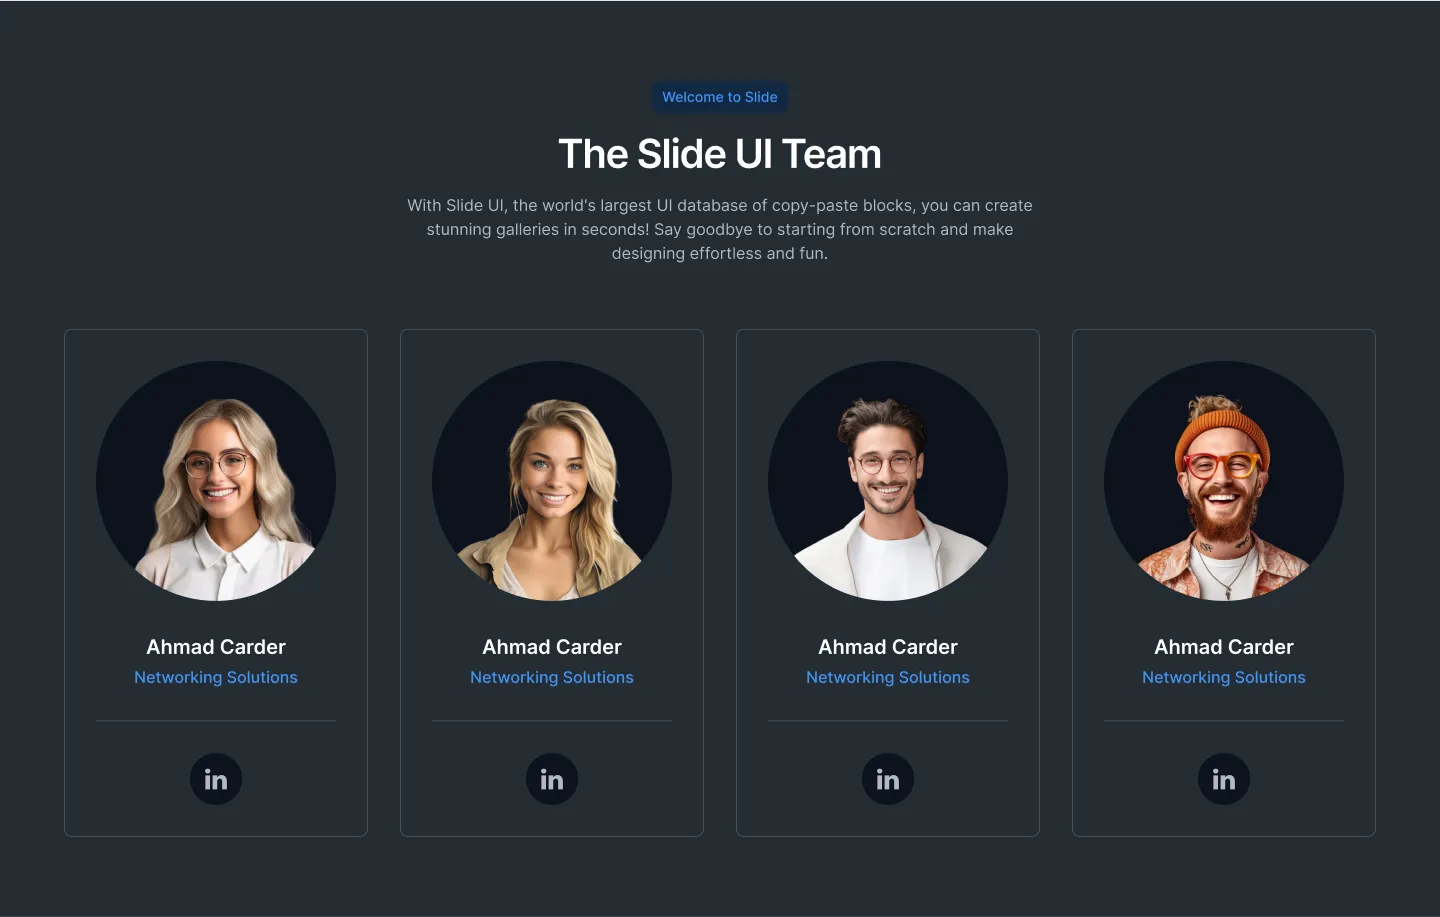 Welcome to Slide
The Slide UI Team
With Slide UI, the world's largest UI database of copy-paste blocks, you can create
stunning galleries in seconds! Say goodbye to starting from scratch and make
designing effortless and fun.
Ahmad Carder
Networking Solutions
in
Ahmad Carder
Networking Solutions
in
Ahmad Carder
Networking Solutions
in
Ahmad Carder
Networking Solutions
in